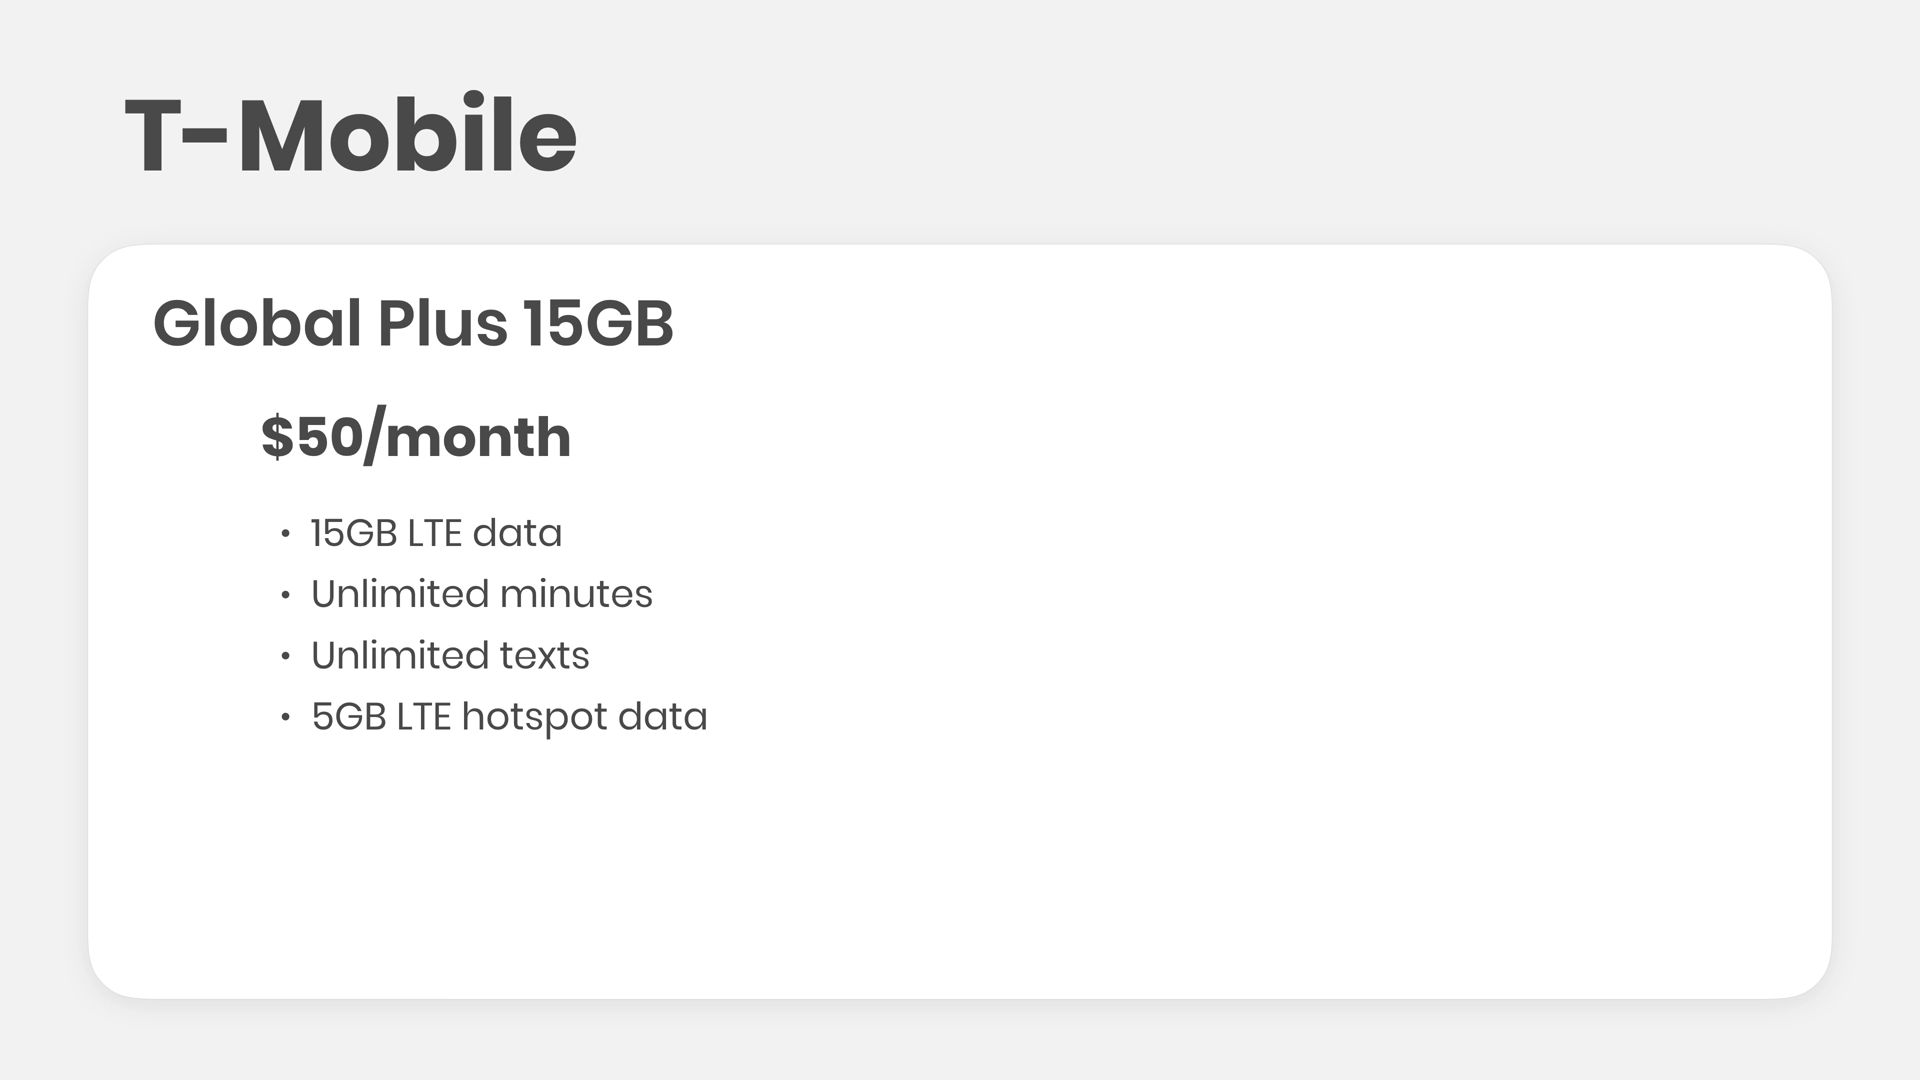 T-Mobile
Global Plus 15GB
$50/month
• 15GB LTE data
• Unlimited minutes
• Unlimited texts
• 5GB LTE hotspot data